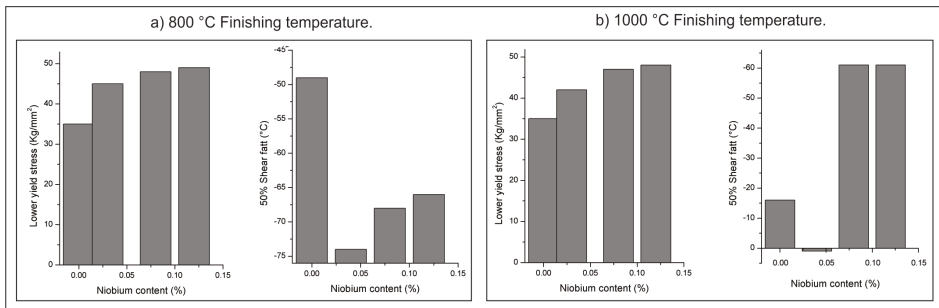 a) 800 °C Finishing temperature.
Lower yield stress (Kg/mm²)
50
40
30
20
10
0
0.00 0.05 0.10 0.15
Niobium content (%)
50% Shear fatt (°C)
-45
-50
-55
-60
-65
-70
-75
0.00 0.05 0.10 0.15
Niobium content (%)
b) 1000 °C Finishing temperature.
Lower yield stress (Kg/mm²)
50
40
30
20
10
0
0.00 0.05 0.10 0.15
Niobium content (%)
50% Shear fatt (°C)
-60
-50
-40
-30
-20
-10
0
0.00 0.05 0.10 0.15
Niobium content (%)